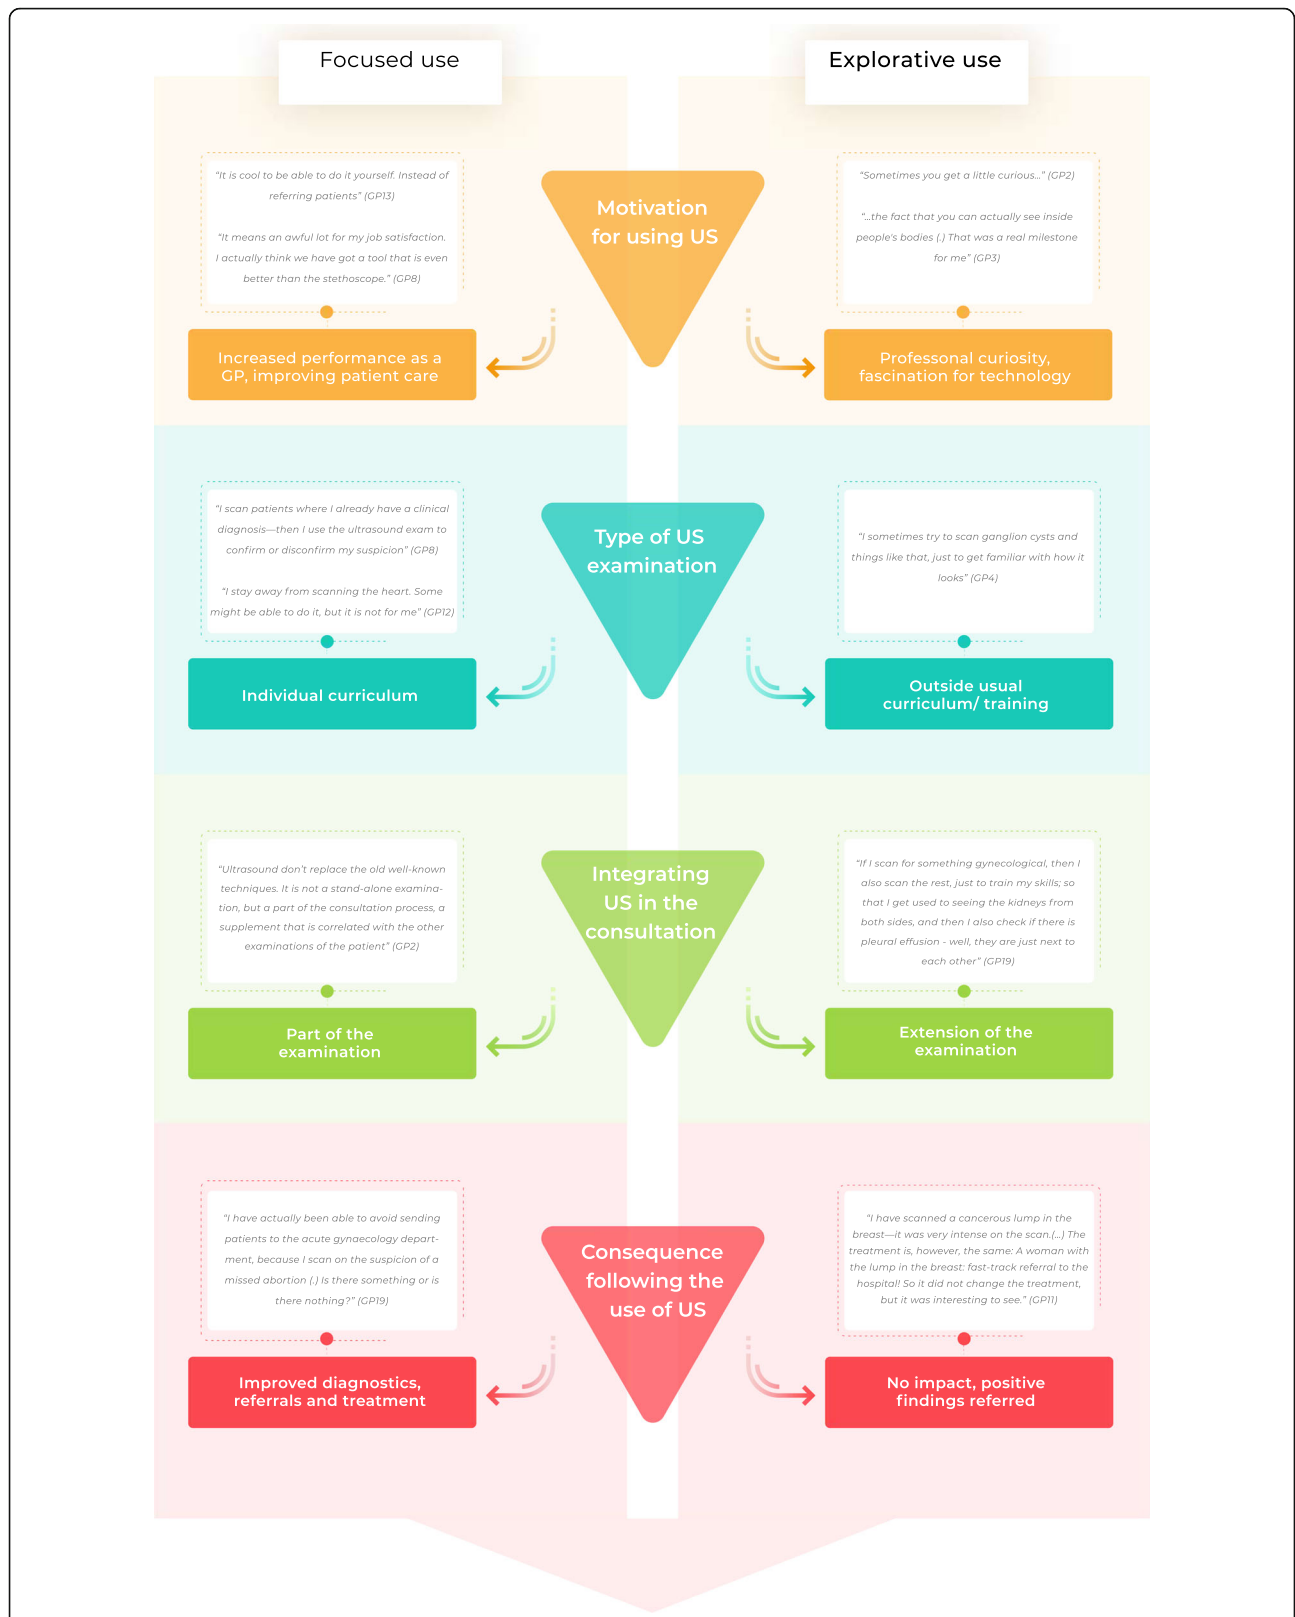 Focused use
Explorative use
“It is cool to be able to do it yourself. Instead of
referring patients” (GP13)
“It means an awful lot for my job satisfaction.
I actually think we have got a tool that is even
better than the stethoscope.” (GP8)
Motivation
for using US
“Sometimes you get a little curious...” (GP2)
“...the fact that you can actually see inside
people's bodies (.) That was a real milestone
for me” (GP3)
Increased performance as a
GP, improving patient care
Professonal curiosity,
fascination for technology
“I scan patients where I already have a clinical
diagnosis—then I use the ultrasound exam to
confirm or disconfirm my suspicion” (GP8)
“I stay away from scanning the heart. Some
might be able to do it, but it is not for me” (GP12)
Type of US
examination
“I sometimes try to scan ganglion cysts and
things like that, just to get familiar with how it
looks” (GP4)
Individual curriculum
Outside usual
curriculum/ training
“Ultrasound don’t replace the old well-known
techniques. It is not a stand-alone examina-
tion, but a part of the consultation process, a
supplement that is correlated with the other
examinations of the patient” (GP2)
Integrating
US in the
consultation
“If I scan for something gynecological, then I
also scan the rest, just to train my skills; so
that I get used to seeing the kidneys from
both sides, and then I also check if there is
pleural effusion - well, they are just next to
each other” (GP19)
Part of the
examination
Extension of the
examination
“I have actually been able to avoid sending
patients to the acute gynaecology depart-
ment, because I scan on the suspicion of a
missed abortion (.) Is there something or is
there nothing?” (GP19)
Consequence
following the
use of US
“I have scanned a cancerous lump in the
breast—it was very intense on the scan.(...) The
treatment is, however, the same: A woman with
the lump in the breast: fast-track referral to the
hospital! So it did not change the treatment,
but it was interesting to see.” (GP11)
Improved diagnostics,
referrals and treatment
No impact, positive
findings referred